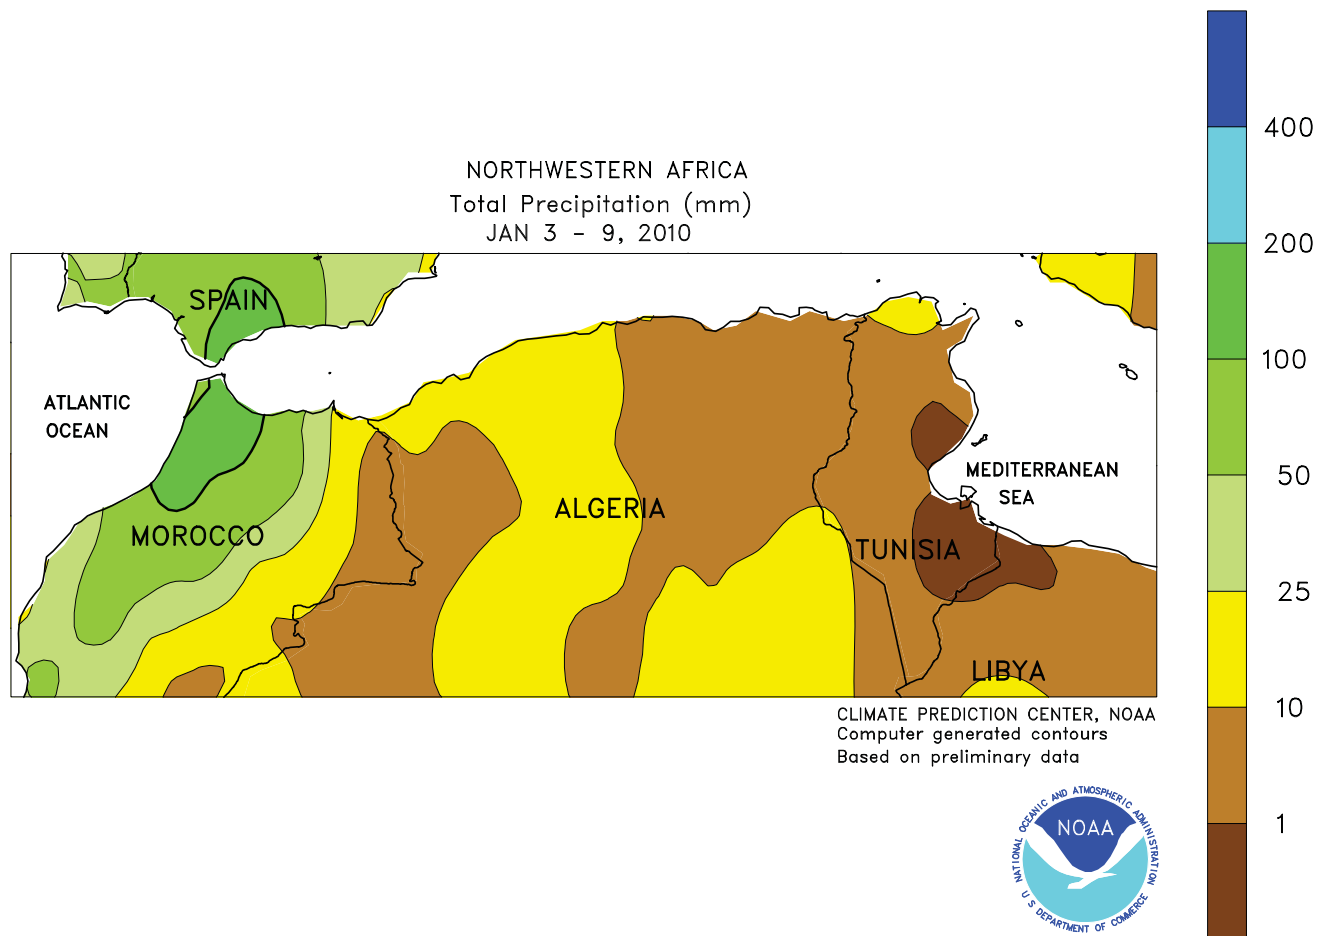 NORTHWESTERN AFRICA
Total Precipitation (mm)
JAN 3 - 9, 2010
400
200
100
50
25
10
1
SPAIN
ATLANTIC
OCEAN
MOROCCO
ALGERIA
TUNISIA
MEDITERRANEAN
SEA
LIBYA
CLIMATE PREDICTION CENTER, NOAA
Computer generated contours
Based on preliminary data
NATIONAL OCEANIC AND ATMOSPHERIC ADMINISTRATION
NOAA
U S DEPARTMENT OF COMMERCE